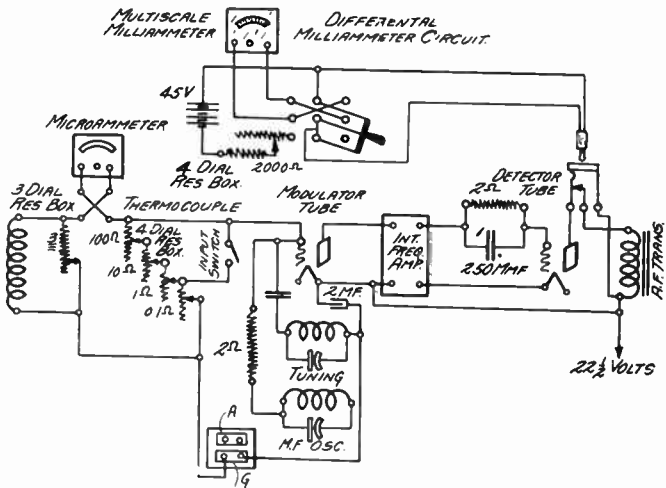 MULTISCALE
MILLIAMMETER
DIFFERENTAL
MILLIAMMETER CIRCUIT.
45V
MICROAMMETER
4 DIAL
RES BOX.
2000Ω
3 DIAL
RES BOX
THERMOCOUPLE
100Ω
10Ω
1Ω
0.1Ω
4 DIAL
RES
BOX.
INPUT
SWITCH
MODULATOR
TUBE
INT.
FREQ.
AMP.
2Ω
250MMF.
DETECTOR
TUBE
A.F. TRANS.
22½ VOLTS
2MF.
2Ω
TUNING
M.F OSC.
A
G